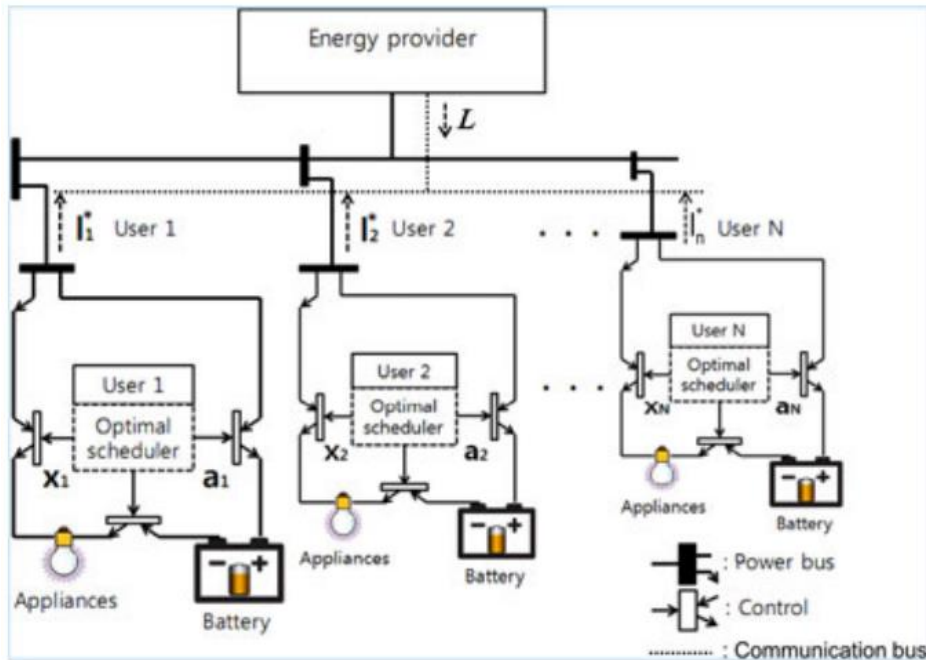 Energy provider
L
l*1 User 1
l*2 User 2
. . .
l*n User N
User 1
Optimal
scheduler
x1
a1
Appliances
Battery
User 2
Optimal
scheduler
x2
a2
Appliances
Battery
. . .
User N
Optimal
scheduler
xN
aN
Appliances
Battery
- +
- +
- +
: Power bus
: Control
: Communication bus